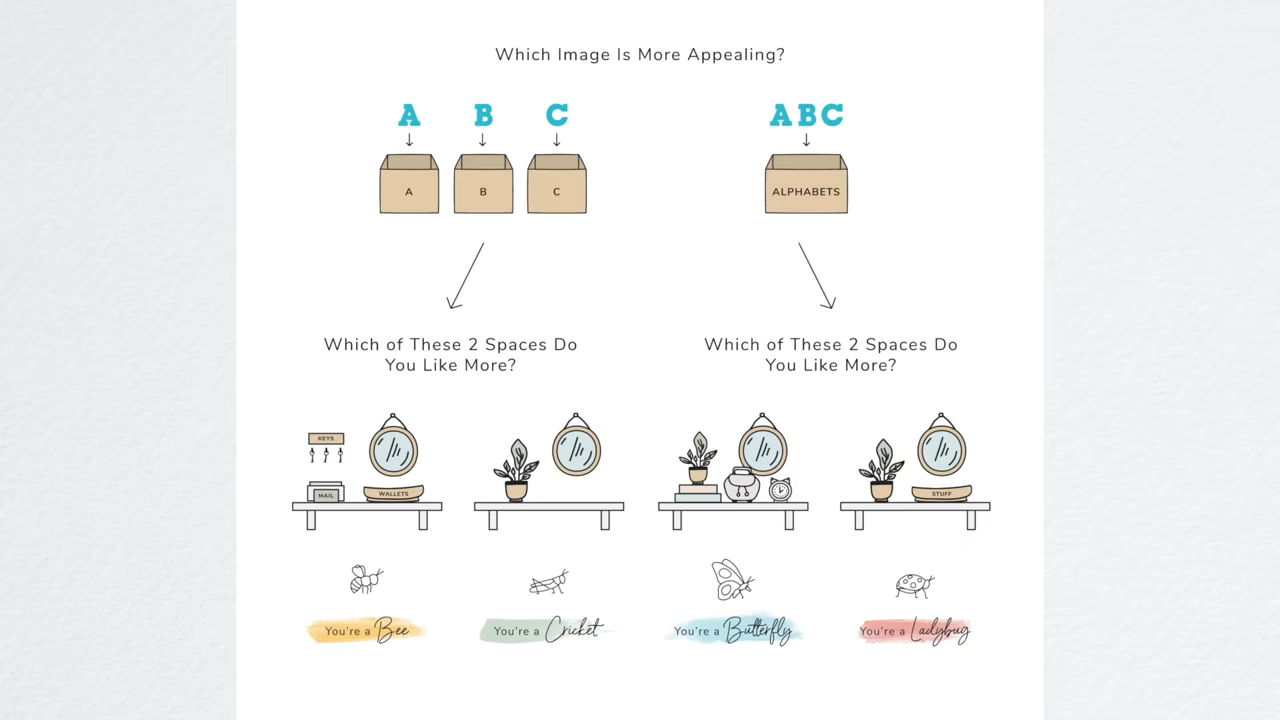 Which Image Is More Appealing?
A B C
ABC
A
B
C
ALPHABETS
Which of These 2 Spaces Do
You Like More?
Which of These 2 Spaces Do
You Like More?
KEYS
MAIL
WALLETS
STUFF
You're a Bee
You're a Cricket
You're a Butterfly
You're a Ladybug